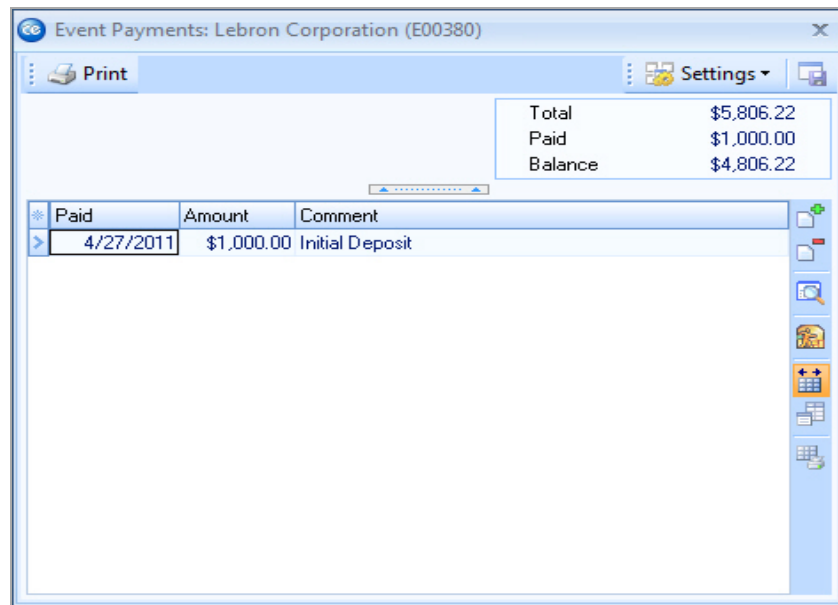 ce Event Payments: Lebron Corporation (E00380)
Print Settings
Total $5,806.22
Paid $1,000.00
Balance $4,806.22
Paid Amount Comment
4/27/2011 $1,000.00 Initial Deposit